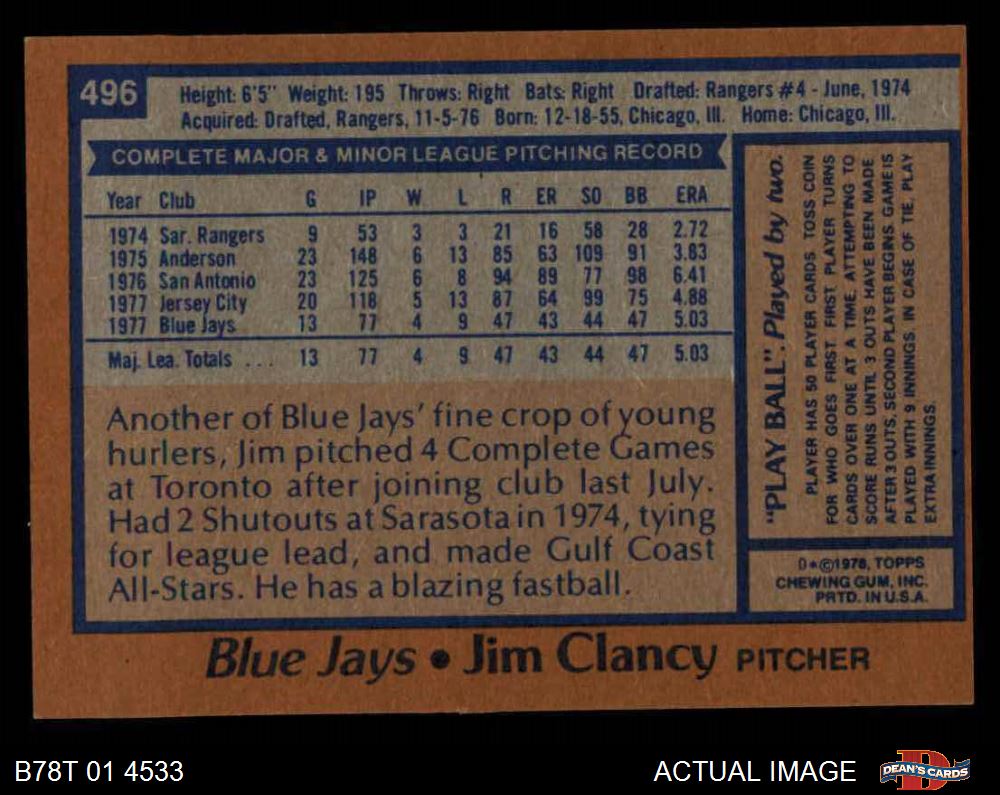 496
Height: 6'5" Weight: 195 Throws: Right Bats: Right Drafted: Rangers #4 - June, 1974
Acquired: Drafted, Rangers, 11-5-76 Born: 12-18-55, Chicago, Ill. Home: Chicago, Ill.
COMPLETE MAJOR & MINOR LEAGUE PITCHING RECORD
Year Club G IP W L R ER SO BB ERA
1974 Sar. Rangers 9 53 3 3 21 16 58 28 2.72
1975 Anderson 23 148 6 13 85 63 109 91 3.83
1976 San Antonio 23 125 6 8 94 89 77 98 6.41
1977 Jersey City 20 118 5 13 87 64 99 75 4.88
1977 Blue Jays 13 77 4 9 47 43 44 47 5.03
Maj. Lea. Totals ... 13 77 4 9 47 43 44 47 5.03
Another of Blue Jays' fine crop of young
hurlers, Jim pitched 4 Complete Games
at Toronto after joining club last July.
Had 2 Shutouts at Sarasota in 1974, tying
for league lead, and made Gulf Coast
All-Stars. He has a blazing fastball.
"PLAY BALL". Played by two.
PLAYER HAS 50 PLAYER CARDS TOSS COIN
FOR WHO GOES FIRST. FIRST PLAYER TURNS
CARDS OVER ONE AT A TIME, ATTEMPTING TO
SCORE RUNS UNTIL 3 OUTS HAVE BEEN MADE
AFTER 3 OUTS, SECOND PLAYER BEGINS. GAME IS
PLAYED WITH 9 INNINGS. IN CASE OF TIE, PLAY
EXTRA INNINGS.
D*©1978, TOPPS
CHEWING GUM, INC.
PRTD. IN U.S.A.
Blue Jays • Jim Clancy PITCHER
B78T 01 4533
ACTUAL IMAGE
D
DEAN'S CARDS